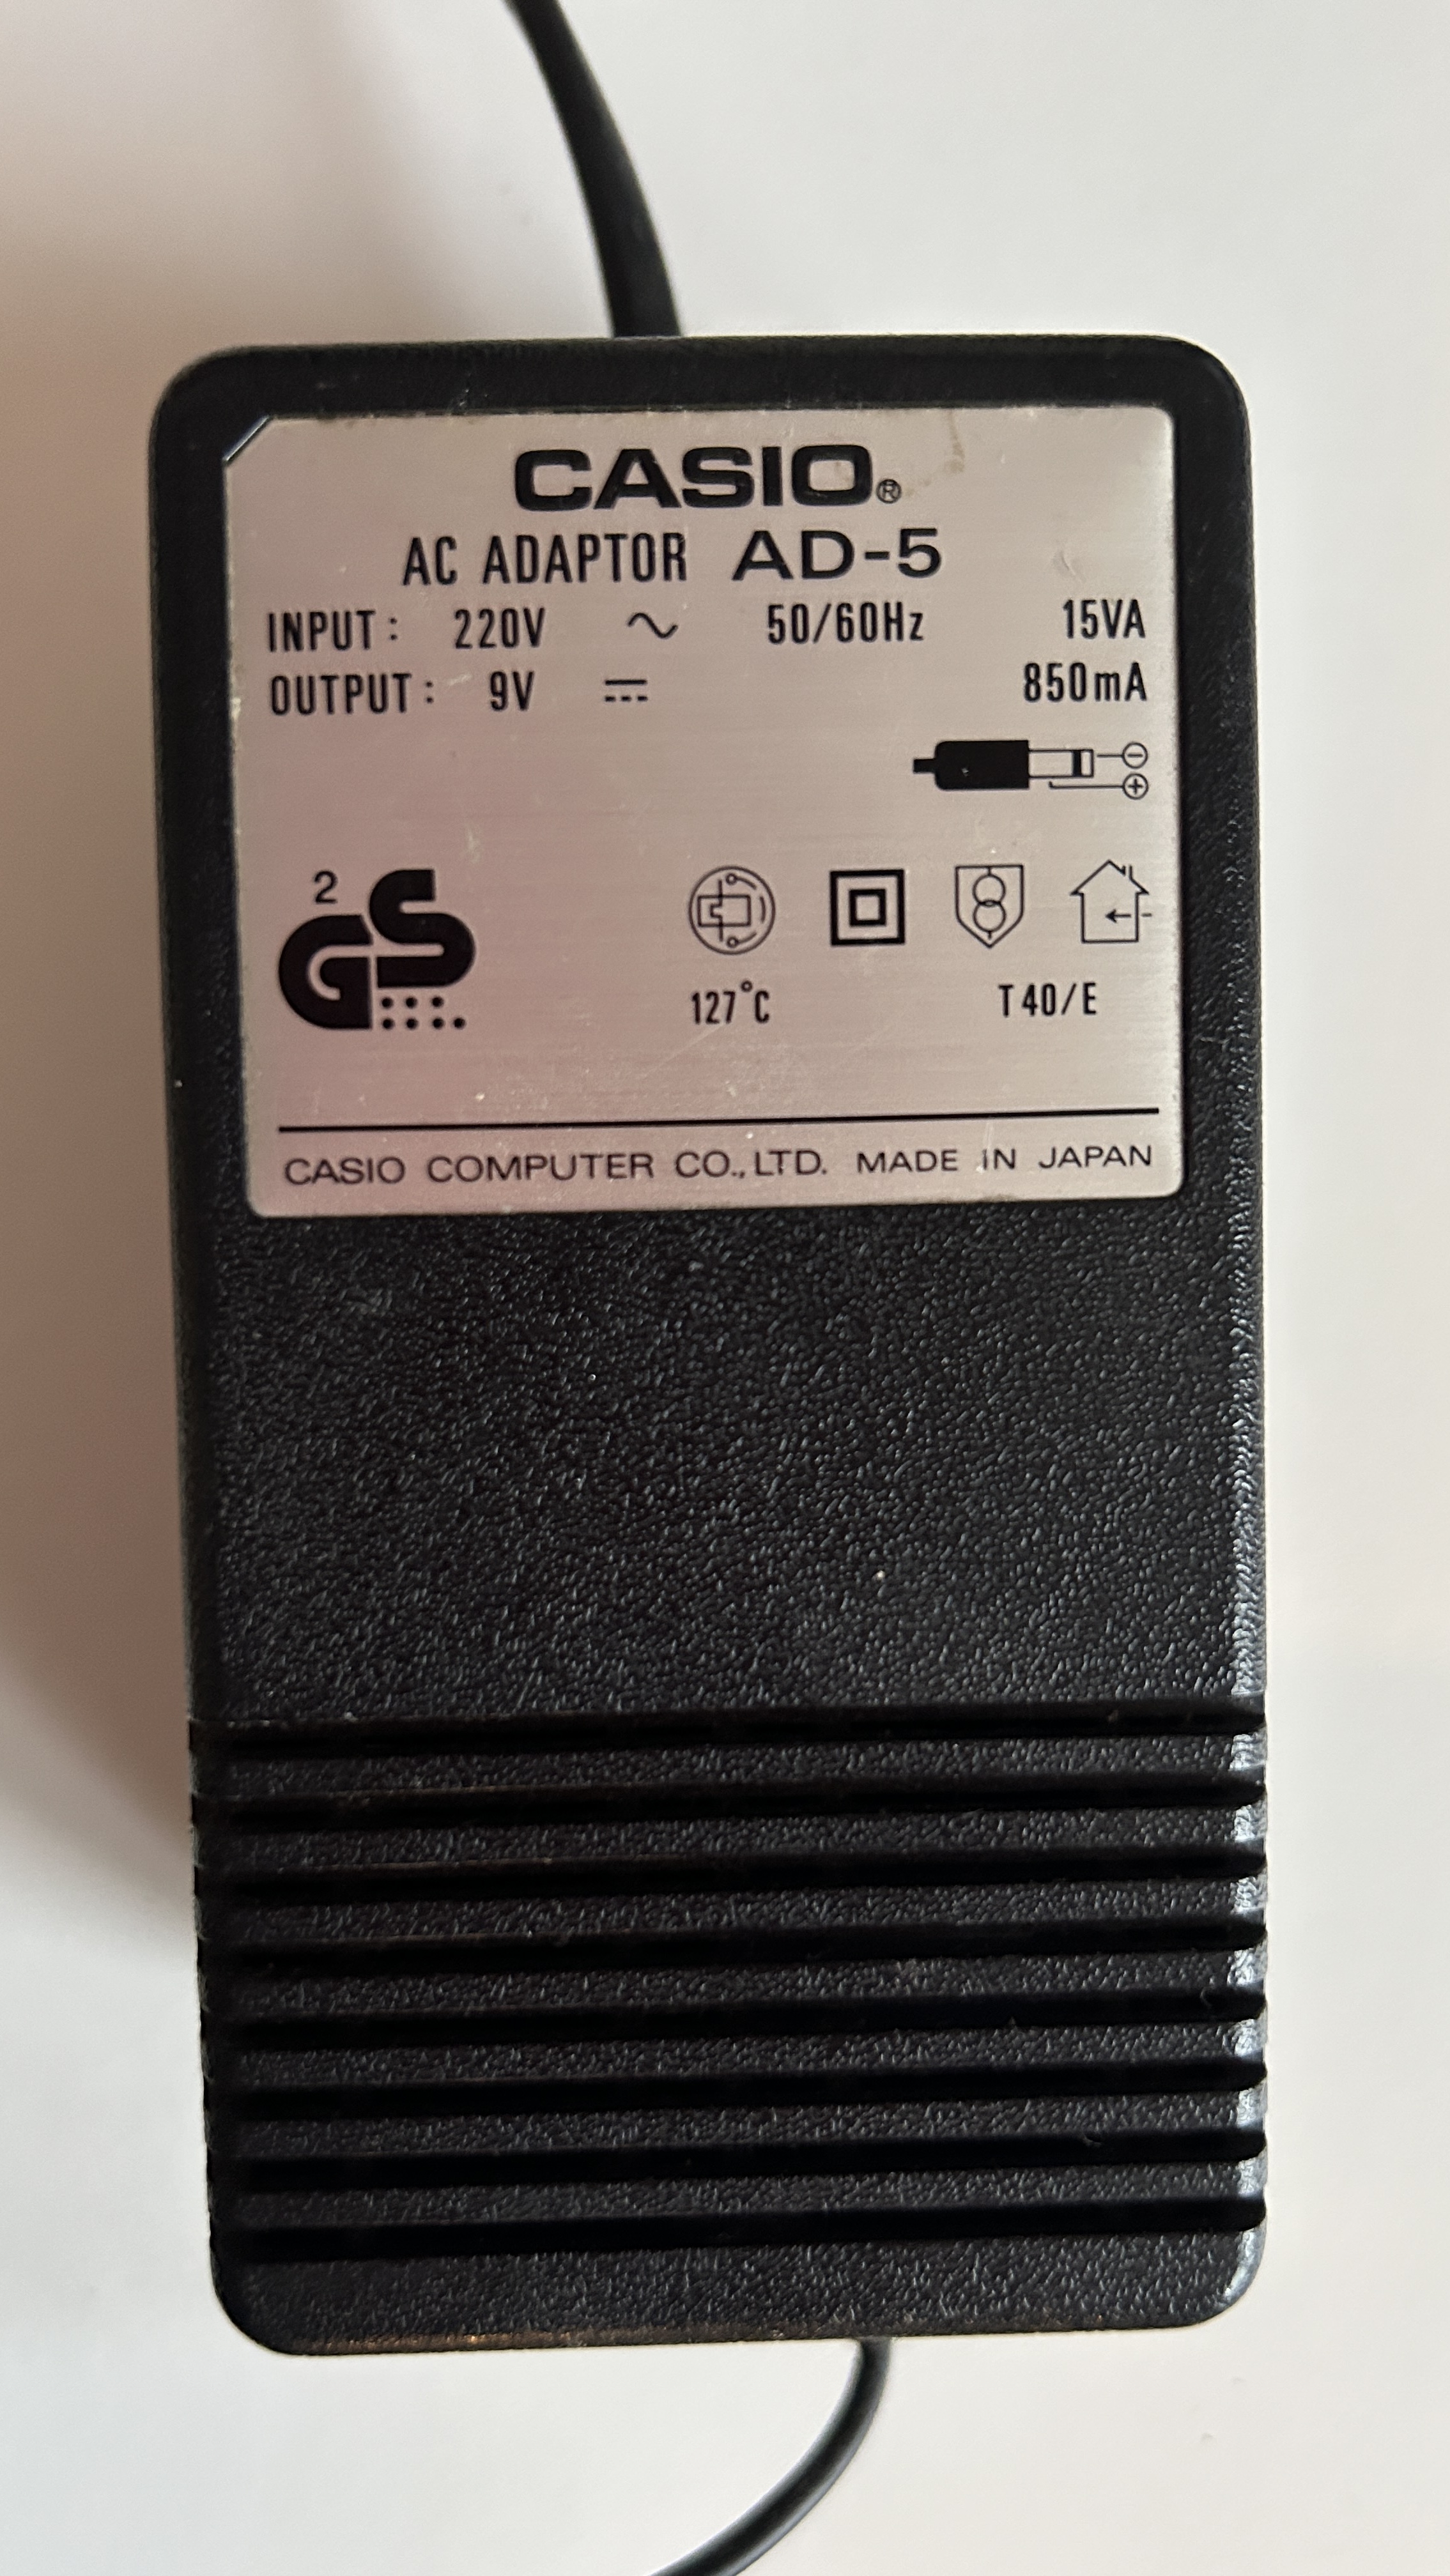 CASIO®
AC ADAPTOR AD-5
INPUT: 220V ~ 50/60Hz 15VA
OUTPUT: 9V ⎓ 850mA
⊖
⊕
2
GS
127°C T40/E
CASIO COMPUTER CO., LTD. MADE IN JAPAN